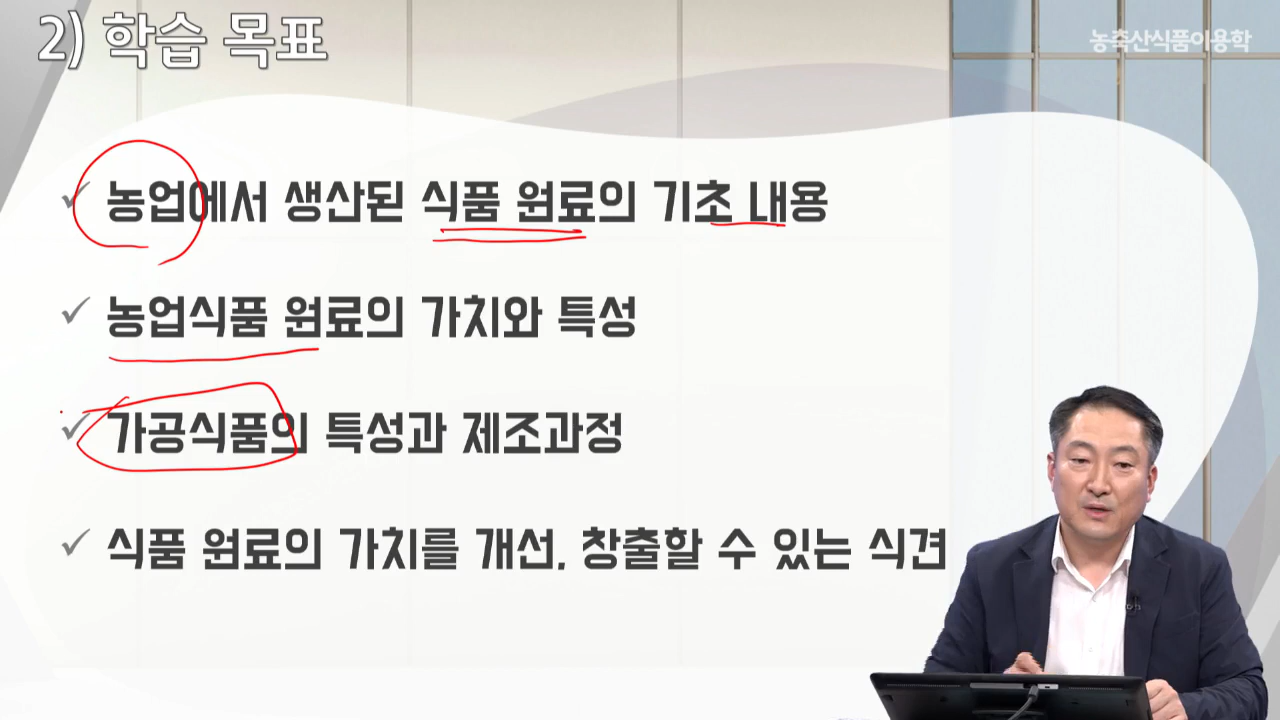 2) 학습 목표
농축산식품이용학
농업에서 생산된 식품 원료의 기초 내용
농업식품 원료의 가치와 특성
가공식품의 특성과 제조과정
식품 원료의 가치를 개선, 창출할 수 있는 식견